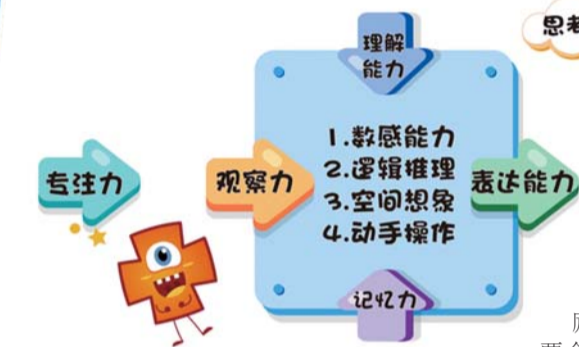 思
理解
能力
专注力
观察力
1.数感能力
2.逻辑推理
3.空间想象
4.动手操作
表达能力
记忆力